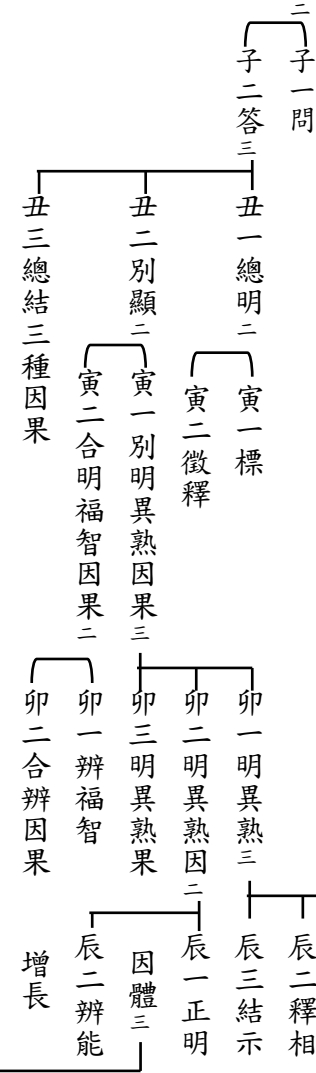 二
子一問
子二答三
丑一總明二
丑二別顯二
丑三總結三種因果
寅一標
寅二徵釋
寅一別明異熟因果三
寅二合明福智因果二
卯一明異熟三
卯二明異熟因二
卯三明異熟果
卯一辨福智
卯二合辨因果
辰二釋相
辰三結示
辰一正明
因體三
辰二辨能
增長